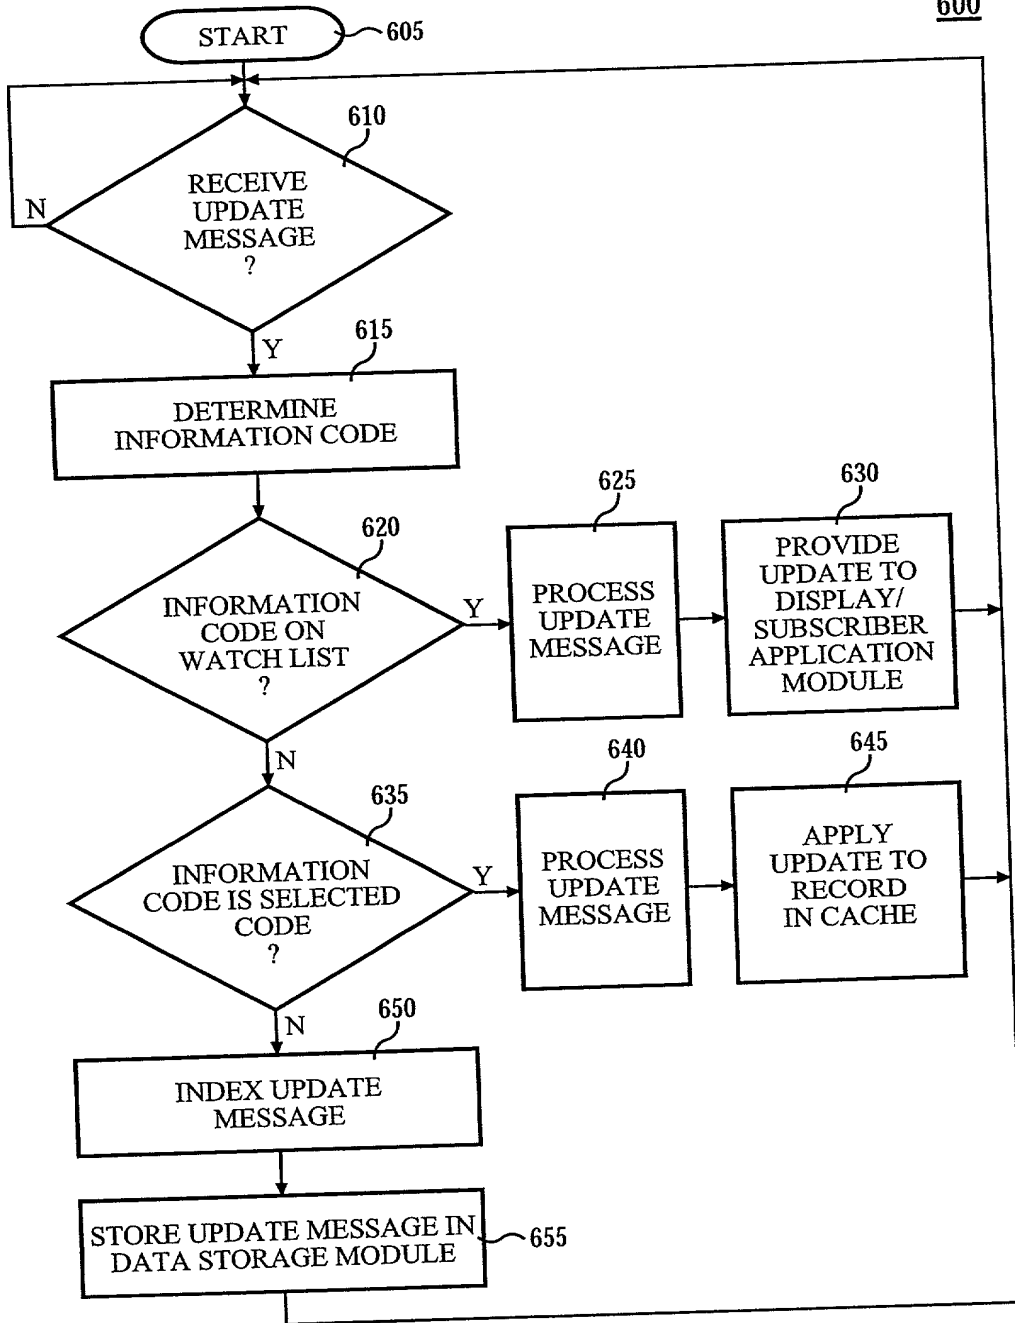 600
START
605
610
RECEIVE
UPDATE
MESSAGE
?
N
Y
615
DETERMINE
INFORMATION CODE
620
INFORMATION
CODE ON
WATCH LIST
?
Y
N
625
PROCESS
UPDATE
MESSAGE
630
PROVIDE
UPDATE TO
DISPLAY/
SUBSCRIBER
APPLICATION
MODULE
635
INFORMATION
CODE IS SELECTED
CODE
?
Y
N
640
PROCESS
UPDATE
MESSAGE
645
APPLY
UPDATE TO
RECORD
IN CACHE
650
INDEX UPDATE
MESSAGE
STORE UPDATE MESSAGE IN
DATA STORAGE MODULE
655